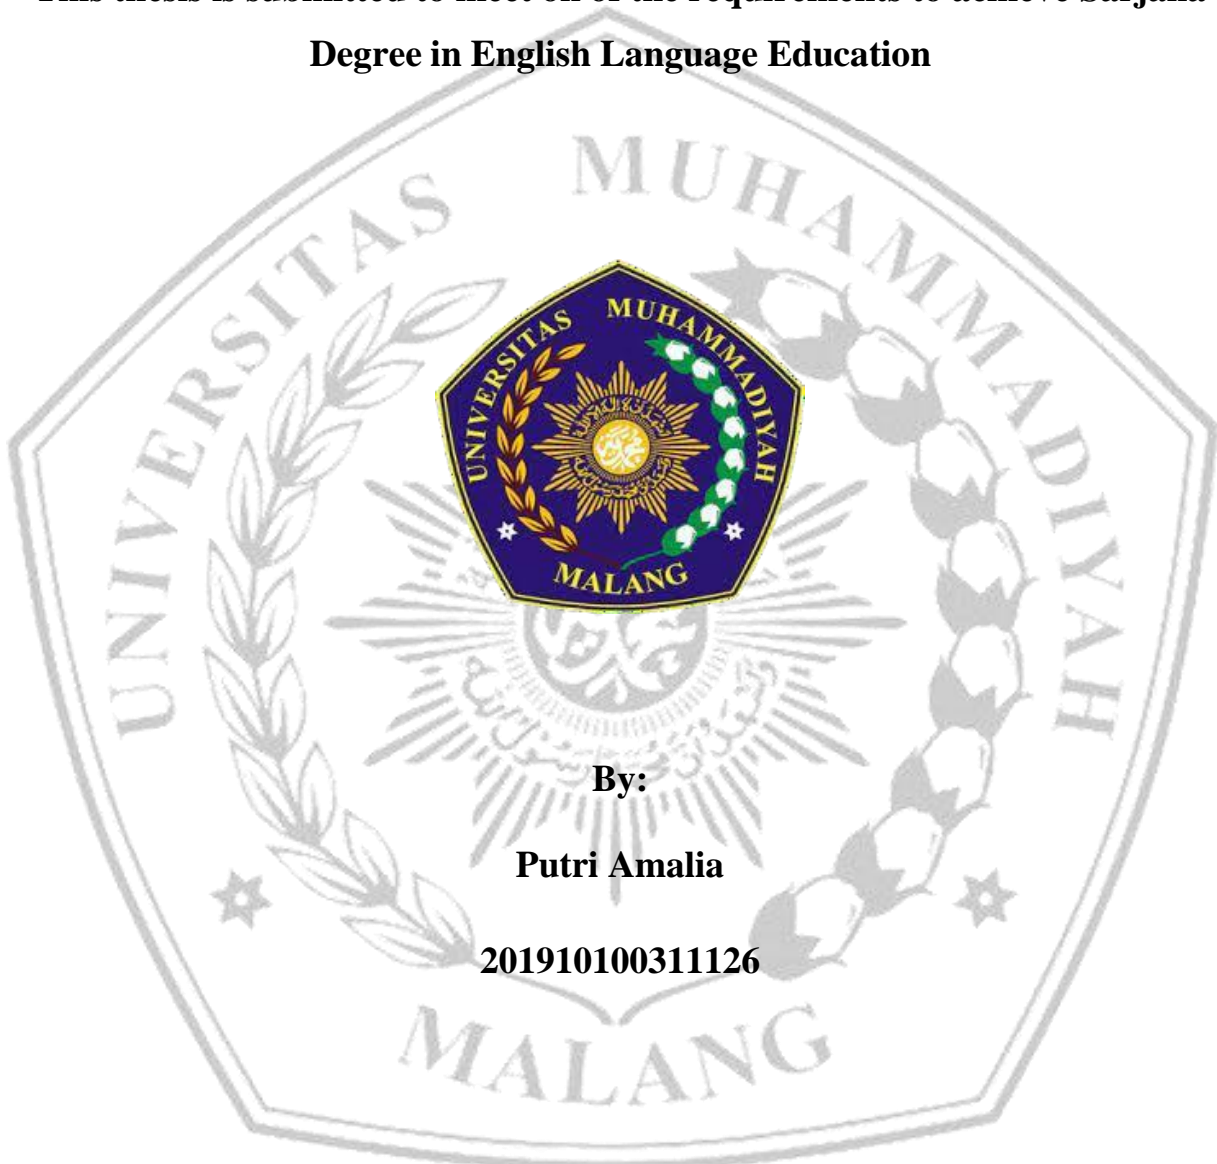 This thesis is submitted to meet on of the requirements to achieve Sarjana
Degree in English Language Education
UNIVERSITAS MUHAMMADIYAH
MALANG
UNIVERSITAS MUHAMMADIYAH
MALANG
By:
Putri Amalia
201910100311126